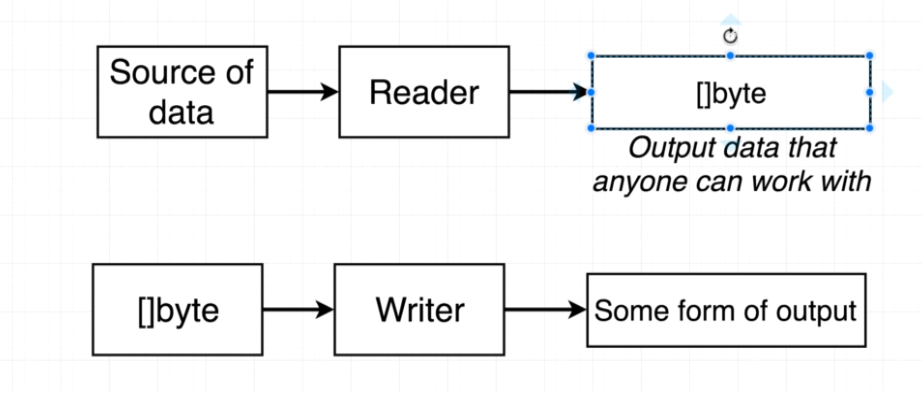 Source of
data
Reader
[]byte
Output data that
anyone can work with
[]byte
Writer
Some form of output